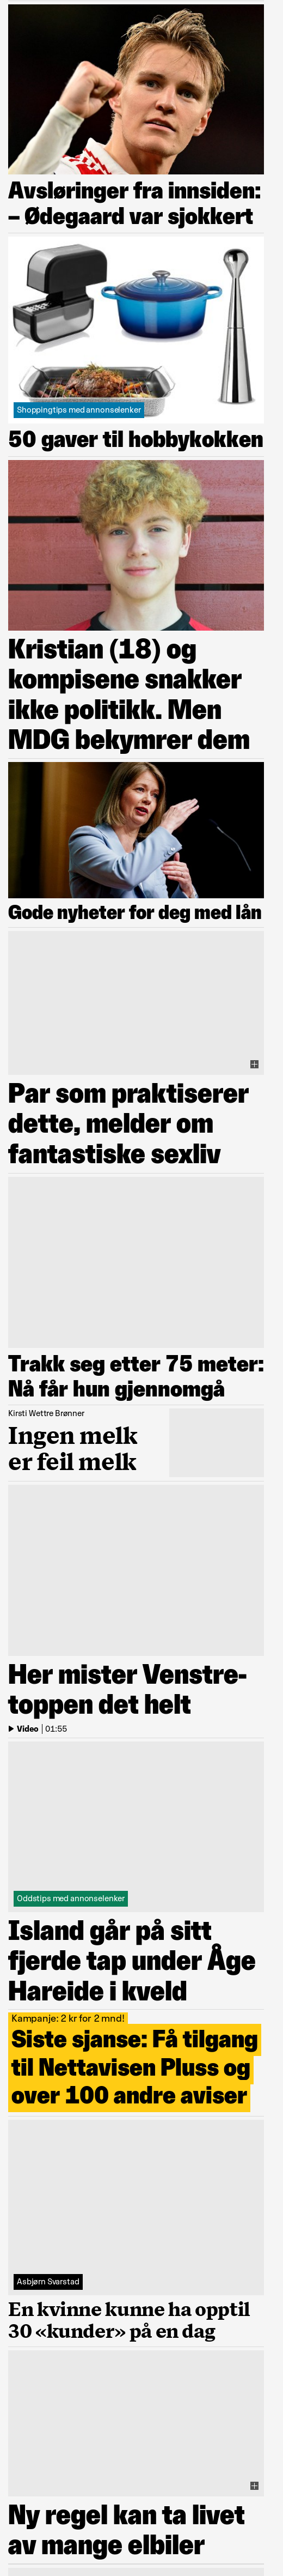 Avsløringer fra innsiden:
– Ødegaard var sjokkert
Shoppingtips med annonselenker
50 gaver til hobbykokken
Kristian (18) og
kompisene snakker
ikke politikk. Men
MDG bekymrer dem
Gode nyheter for deg med lån
Par som praktiserer
dette, melder om
fantastiske sexliv
Trakk seg etter 75 meter:
Nå får hun gjennomgå
Kirsti Wettre Brønner
Ingen melk
er feil melk
Her mister Venstre-
toppen det helt
Video 01:55
Oddstips med annonselenker
Island går på sitt
fjerde tap under Åge
Hareide i kveld
Kampanje: 2 kr for 2 mnd!
Siste sjanse: Få tilgang
til Nettavisen Pluss og
over 100 andre aviser
Asbjørn Svarstad
En kvinne kunne ha opptil
30 «kunder» på en dag
Ny regel kan ta livet
av mange elbiler